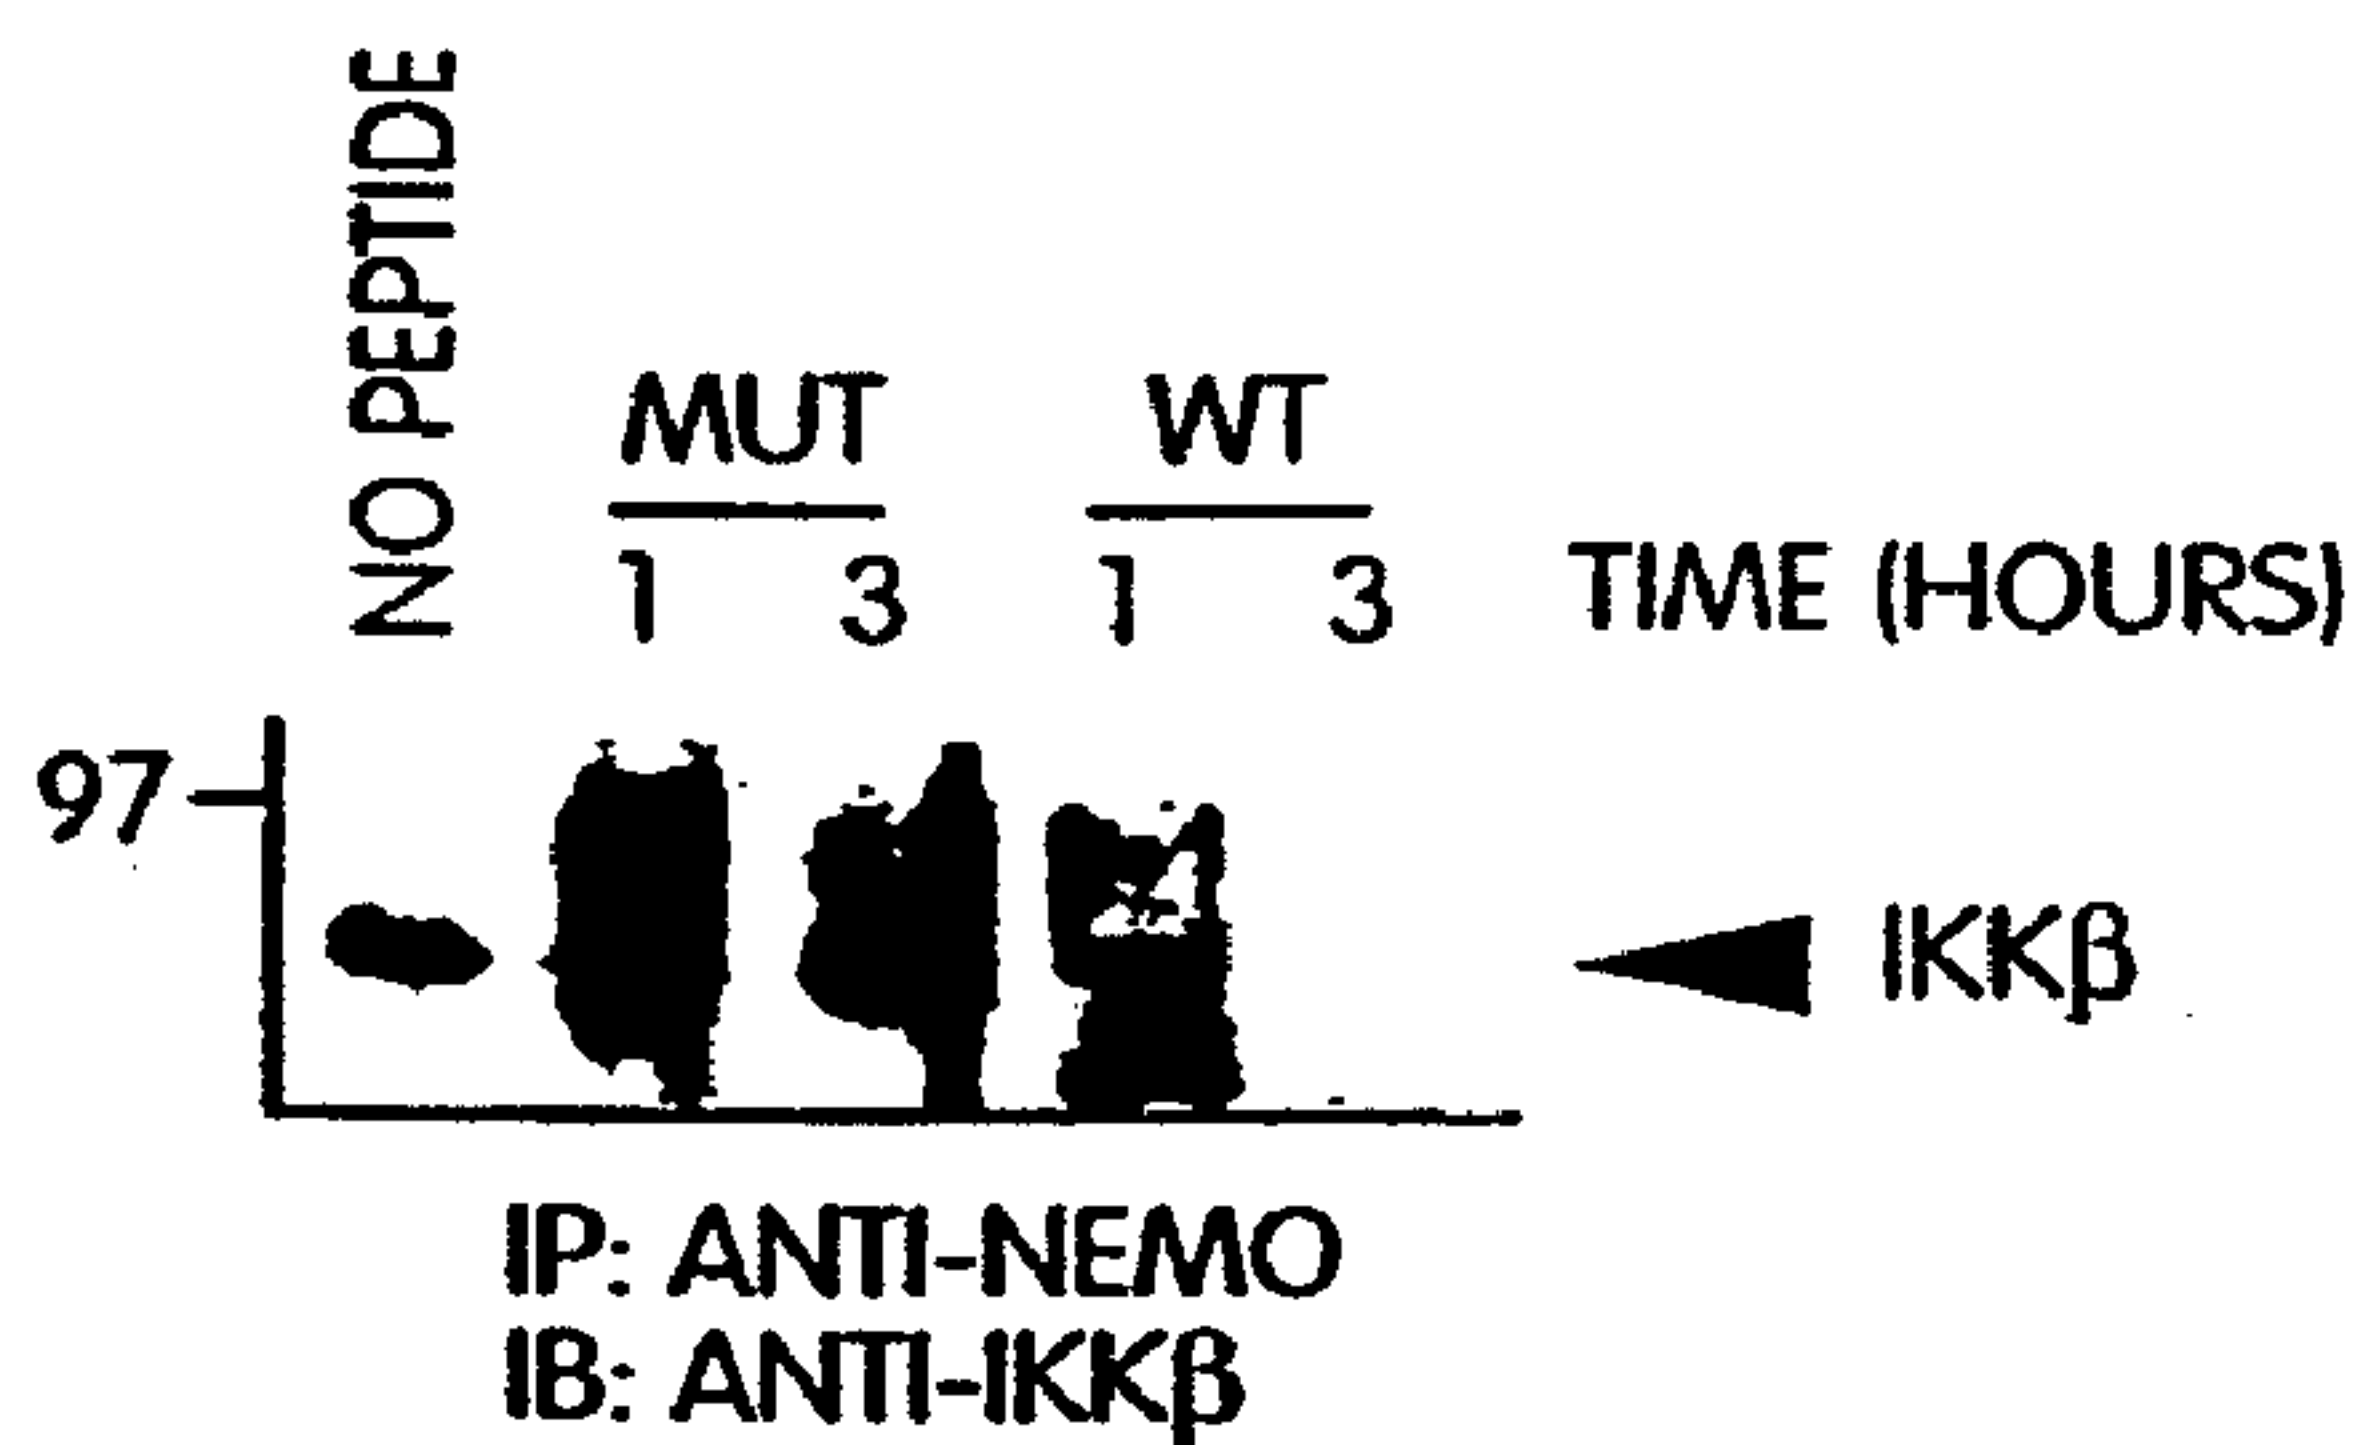 NO PEPTIDE
MUT WT
1 3 1 3 TIME (HOURS)
97
IKKβ
IP: ANTI-NEMO
IB: ANTI-IKKβ